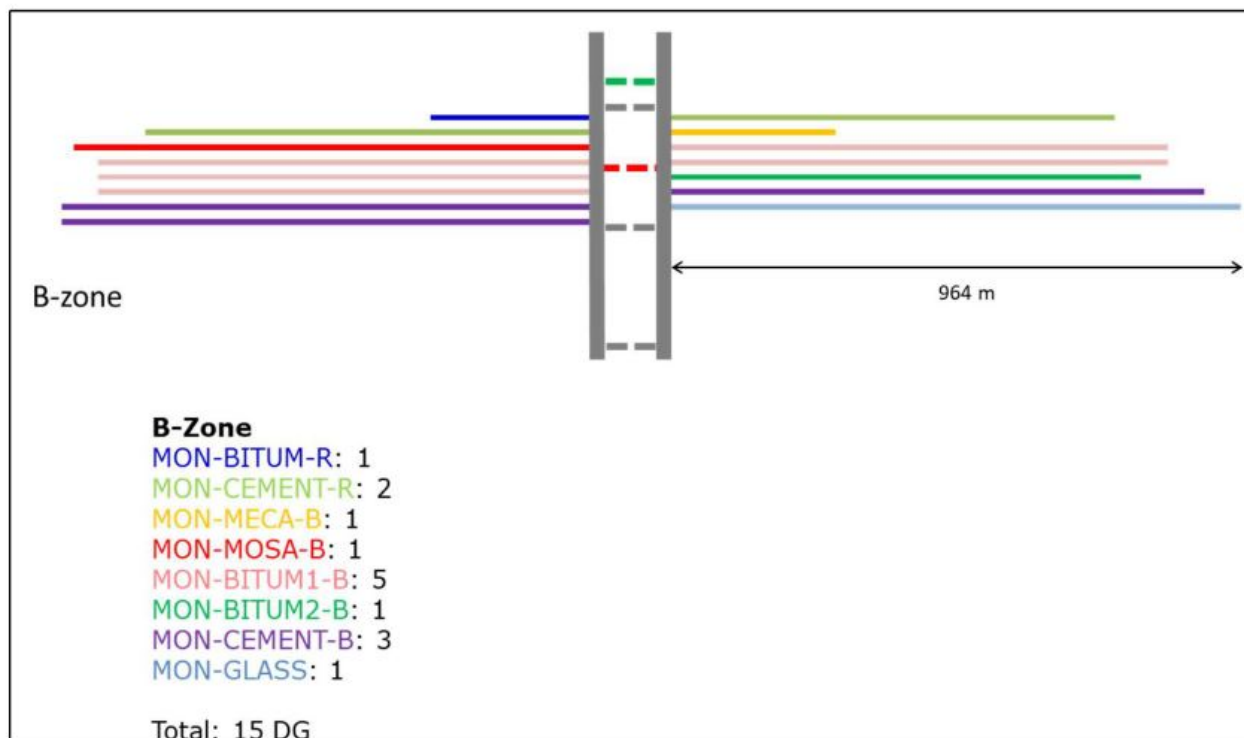 B-zone
964 m
B-Zone
MON-BITUM-R: 1
MON-CEMENT-R: 2
MON-MECA-B: 1
MON-MOSA-B: 1
MON-BITUM1-B: 5
MON-BITUM2-B: 1
MON-CEMENT-B: 3
MON-GLASS: 1
Total: 15 DG